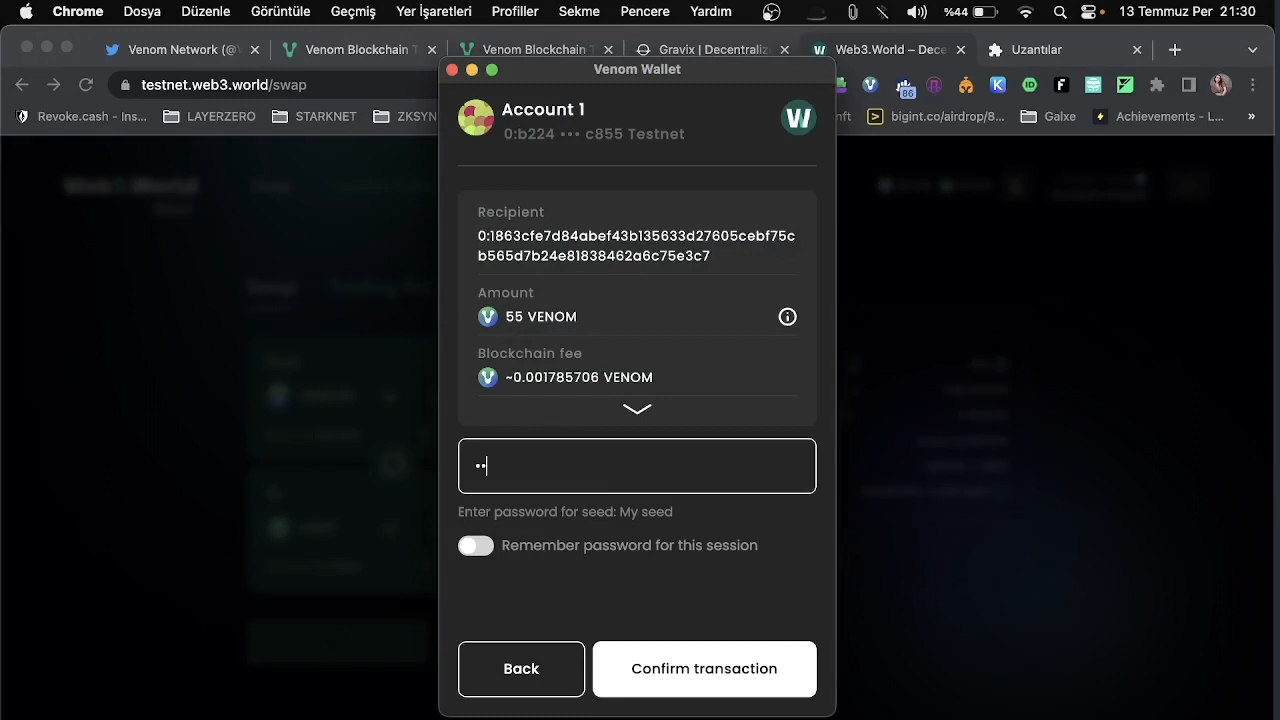 Chrome Dosya Düzenle Görüntüle Geçmiş Yer İşaretleri Profiller Sekme Pencere Yardım %44 13 Temmuz Per 21:30
Venom Network (@V Venom Blockchain T Venom Blockchain T Gravix | Decentraliz Web3.World – Dece Uzantılar
testnet.web3.world/swap 86
Revoke.cash - Ins... LAYERZERO STARKNET ZKSYN nft bigint.co/airdrop/8... Galxe Achievements - L... »
Venom Wallet
Account 1
0:b224 ••• c855 Testnet
Recipient
0:1863cfe7d84abef43b135633d27605cebf75c
b565d7b24e81838462a6c75e3c7
Amount
55 VENOM
Blockchain fee
~0.001785706 VENOM
••
Enter password for seed: My seed
Remember password for this session
Back Confirm transaction